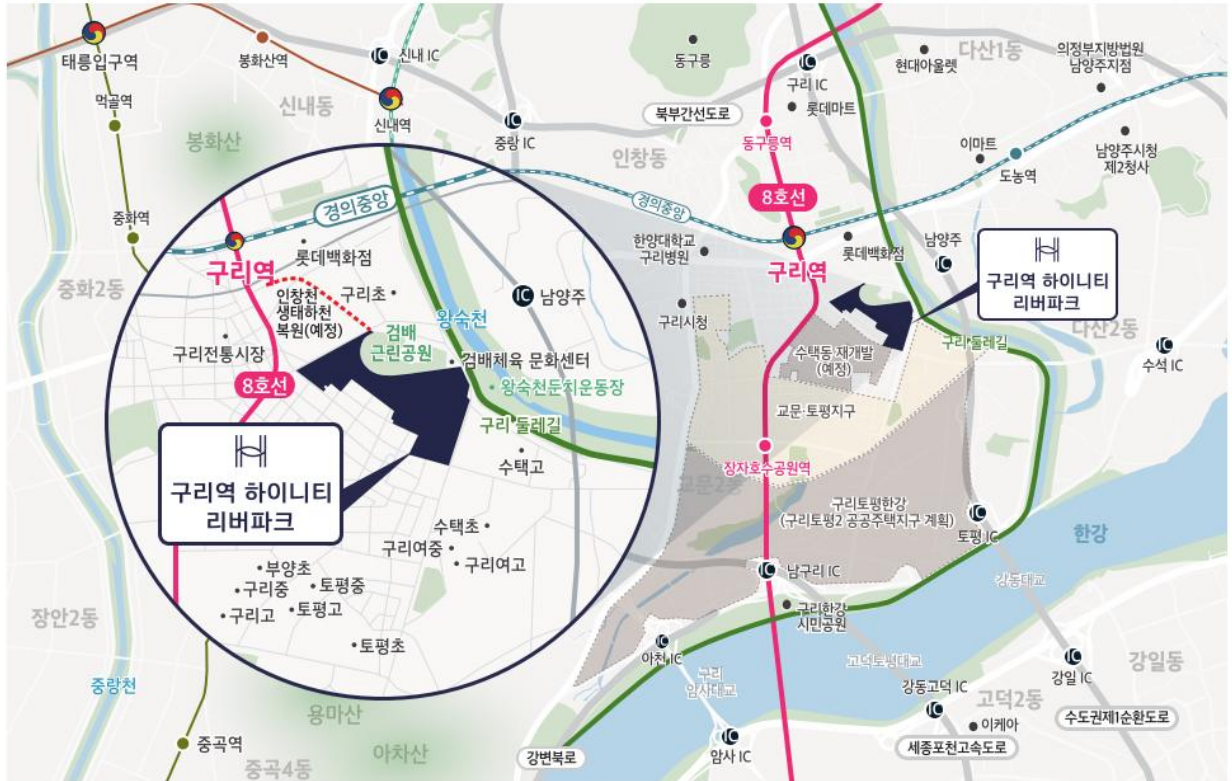 태릉입구역
봉화산역
IC 신내 IC
먹골역
신내동
신내역
봉화산
중랑 IC
동구릉
북부간선도로
인창동
구리 IC
롯데마트
동구릉역
현대아울렛
다산1동
의정부지방법원
남양주지점
이마트
남양주시청
제2청사
도농역
중화역
중화2동
경의중앙
8호선
한양대학교
구리병원
구리역
롯데백화점
남양주
IC
구리역 하이니티
리버파크
구리시청
수택동 재개발
(예정)
구리 둘레길
다산2동
수석 IC
교문·토평지구
장자호수공원역
교문2동
구리토평한강
(구리토평2 공공주택지구 계획)
토평 IC
한강
강동대교
남구리 IC
구리한강
시민공원
아천 IC
구리
암사대교
고덕토평대교
강동고덕 IC
고덕2동
이케아
강일 IC
강일동
수도권제1순환도로
세종포천고속도로
암사 IC
강변북로
구리역
롯데백화점
인창천
생태하천
복원(예정)
구리초
왕숙천
IC 남양주
구리전통시장
검배
근린공원
검배체육 문화센터
왕숙천둔치운동장
8호선
구리 둘레길
수택고
구리역 하이니티
리버파크
수택초
구리여중
구리여고
부양초
구리중
토평중
구리고
토평고
토평초
장안2동
중랑천
용마산
중곡역
중곡4동
아차산